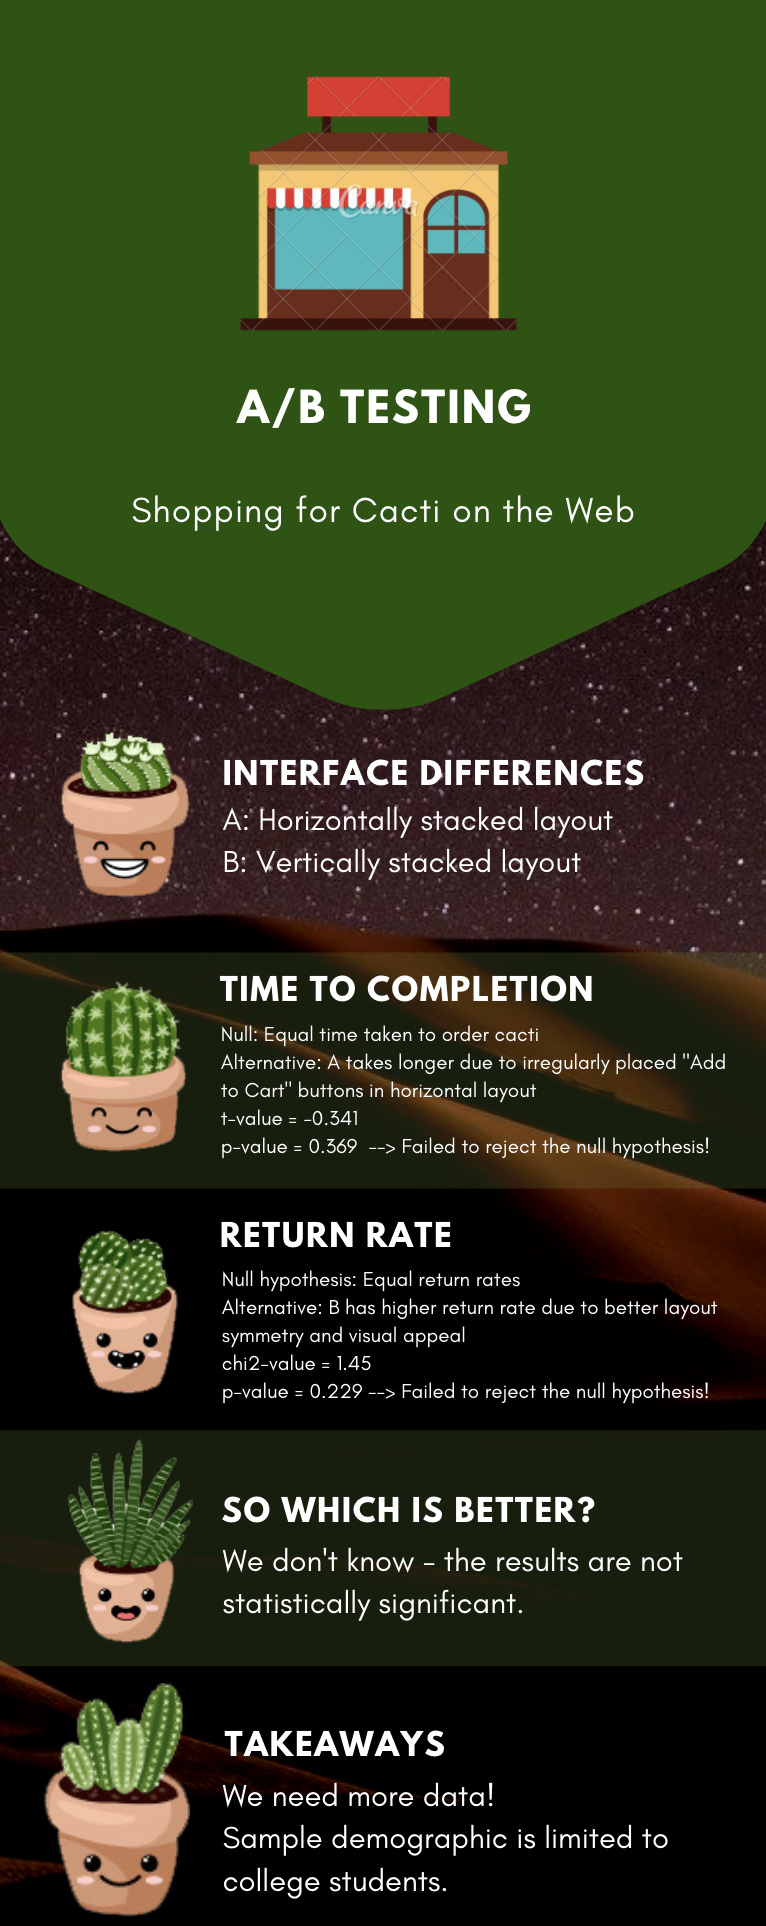 Canva
A/B TESTING
Shopping for Cacti on the Web
INTERFACE DIFFERENCES
A: Horizontally stacked layout
B: Vertically stacked layout
TIME TO COMPLETION
Null: Equal time taken to order cacti
Alternative: A takes longer due to irregularly placed "Add
to Cart" buttons in horizontal layout
t-value = -0.341
p-value = 0.369 --> Failed to reject the null hypothesis!
RETURN RATE
Null hypothesis: Equal return rates
Alternative: B has higher return rate due to better layout
symmetry and visual appeal
chi2-value = 1.45
p-value = 0.229 --> Failed to reject the null hypothesis!
SO WHICH IS BETTER?
We don't know - the results are not
statistically significant.
TAKEAWAYS
We need more data!
Sample demographic is limited to
college students.